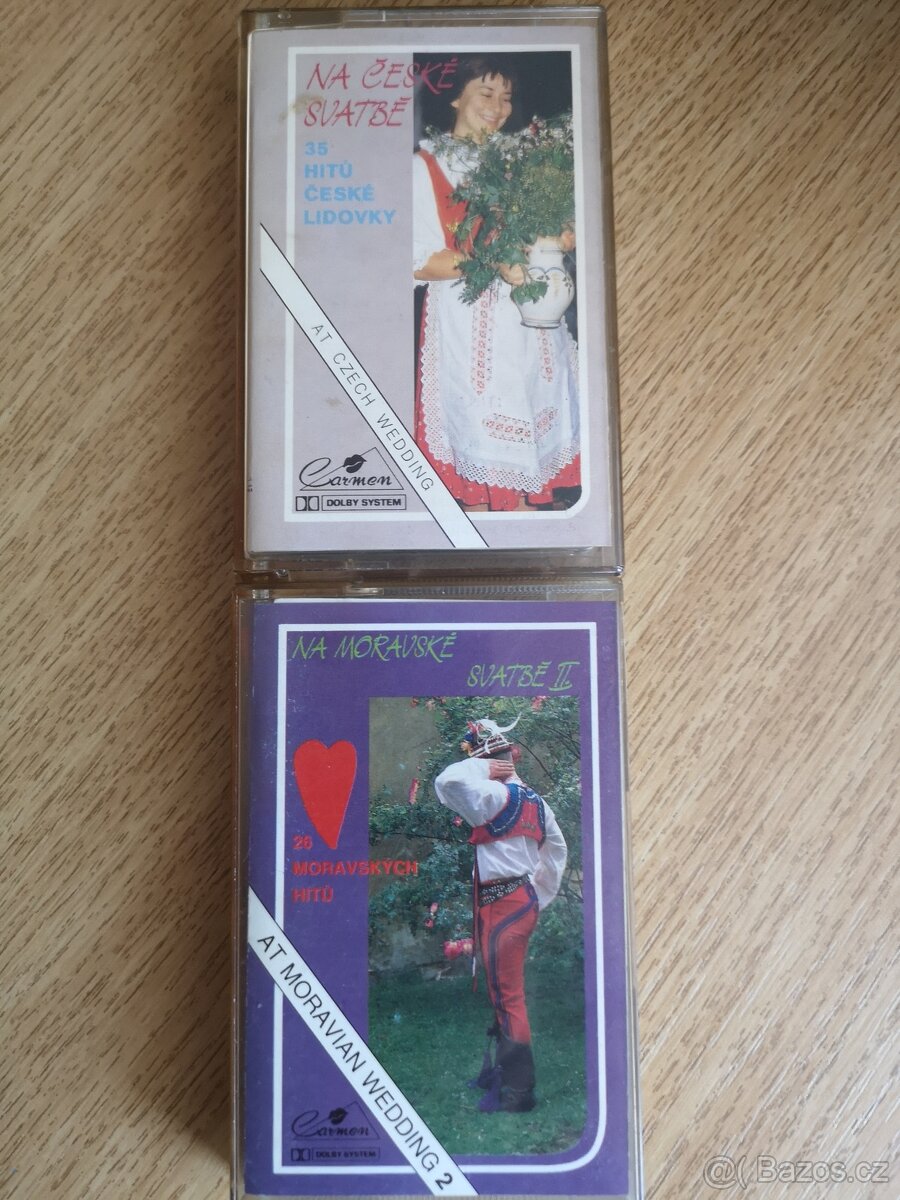 NA ČESKÉ
SVATBĚ
35
HITŮ
ČESKÉ
LIDOVKY
AT CZECH WEDDING
Carmen
DOLBY SYSTEM
NA MORAVSKÉ
SVATBĚ II.
26
MORAVSKÝCH
HITŮ
AT MORAVIAN WEDDING 2
Carmen
DOLBY SYSTEM
@( Bazos.cz